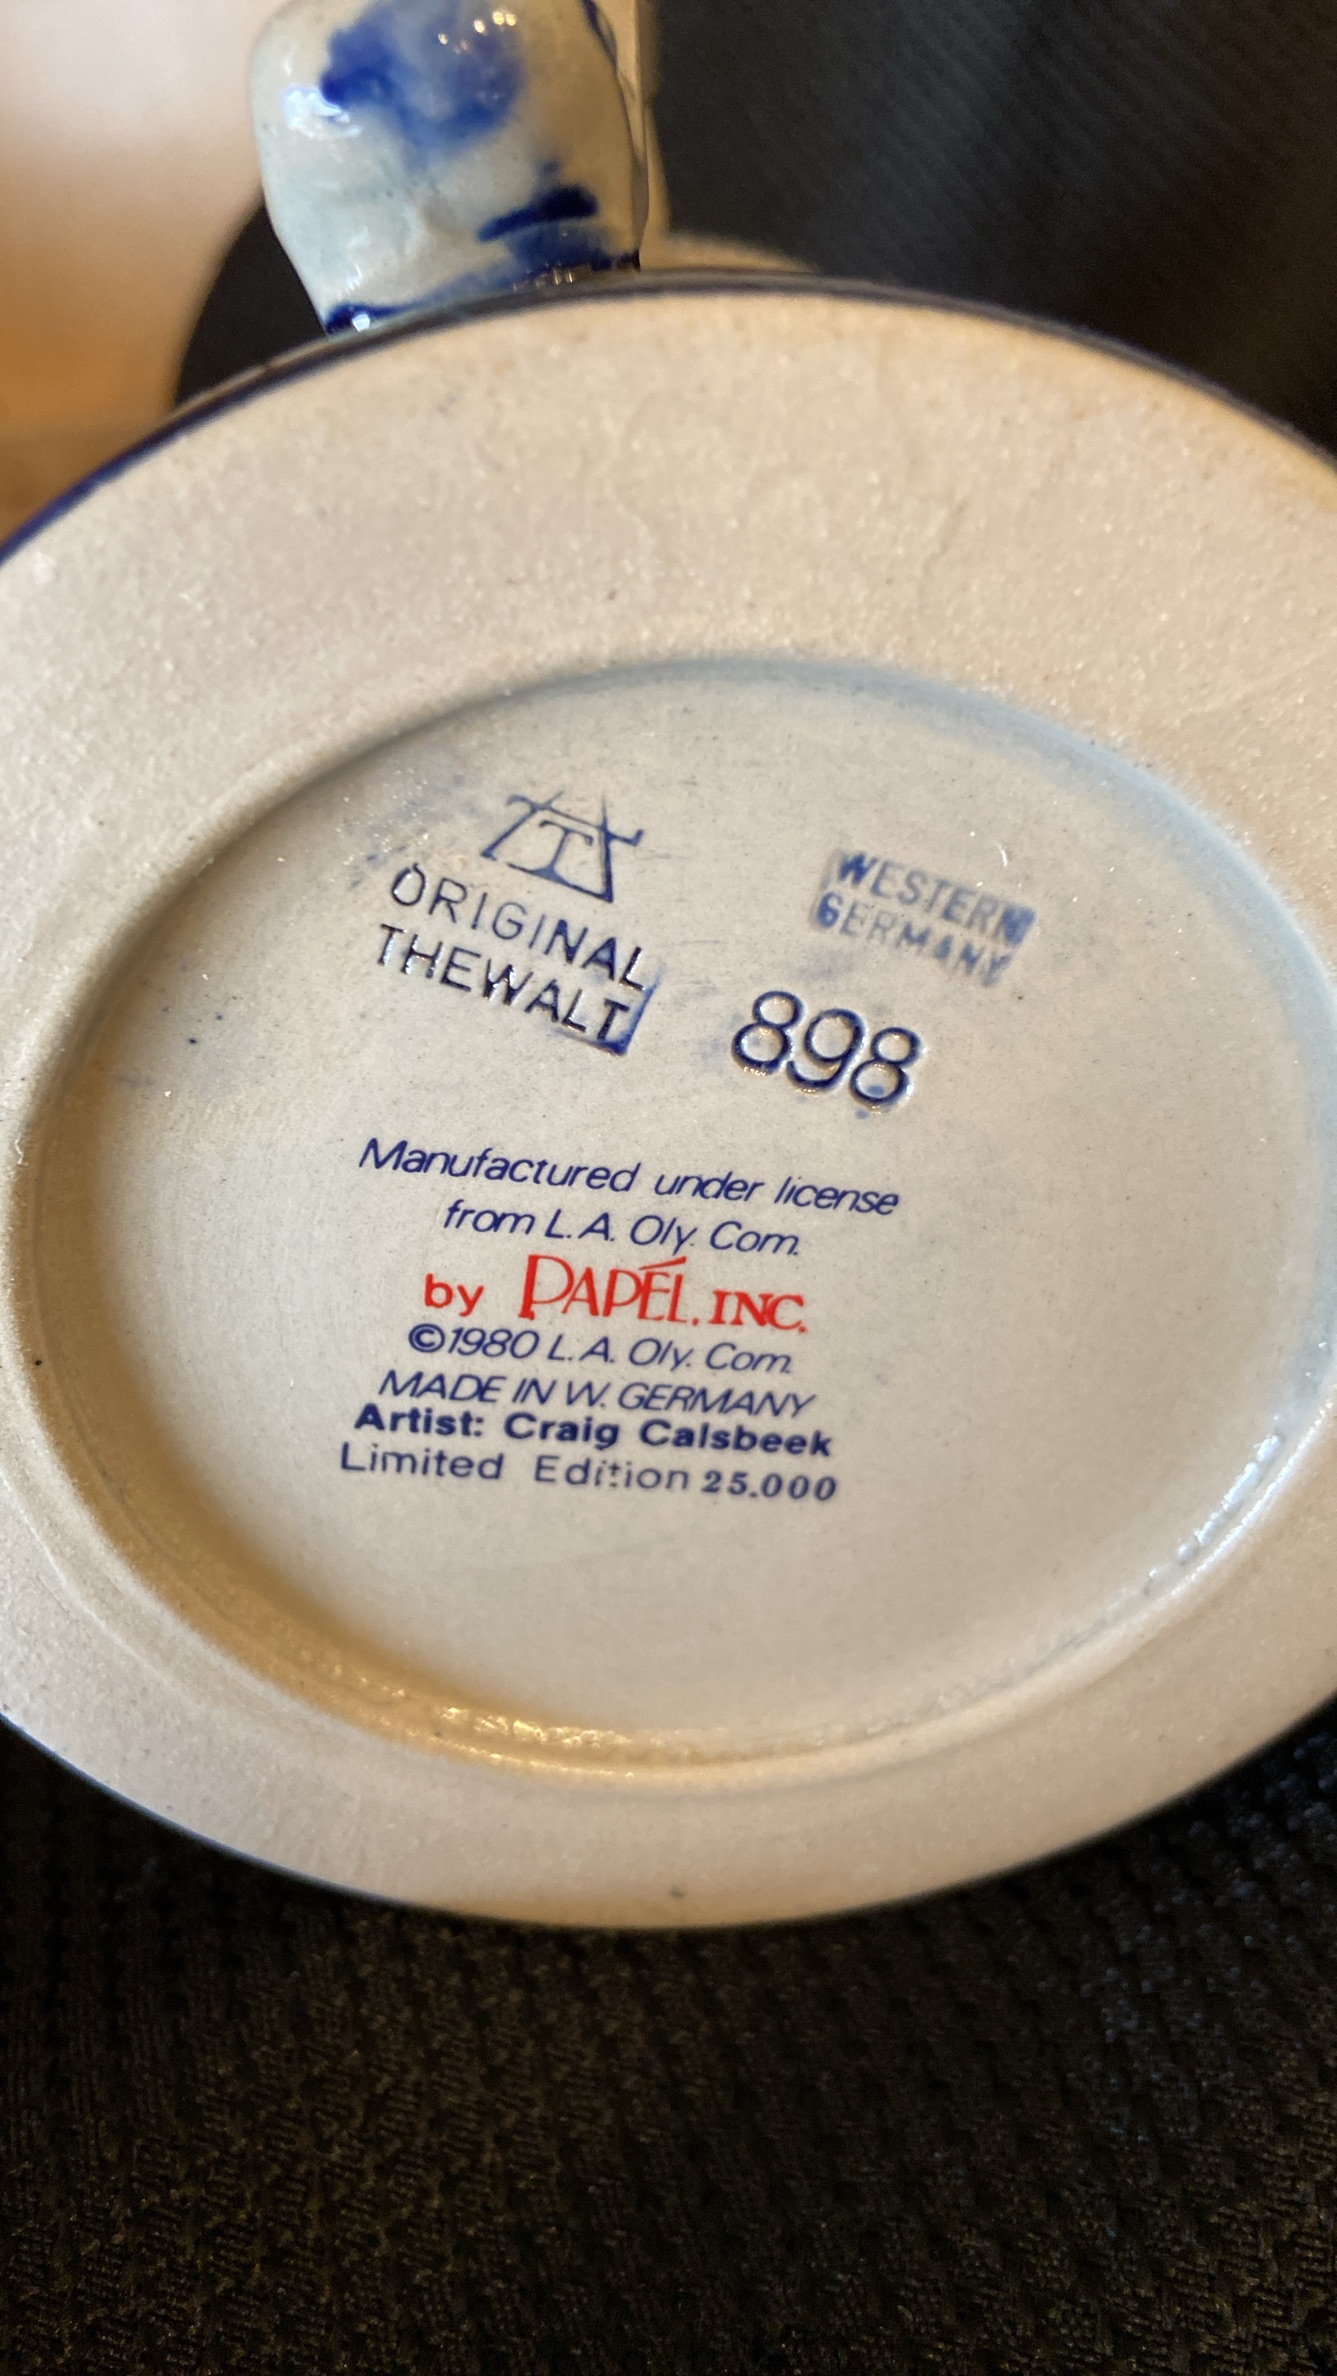 ORIGINAL
THEWALT
WESTERN
GERMANY
898
Manufactured under license
from L.A. Oly. Com.
by PAPÉL, INC.
©1980 L.A. Oly. Com.
MADE IN W. GERMANY
Artist: Craig Calsbeek
Limited Edition 25.000